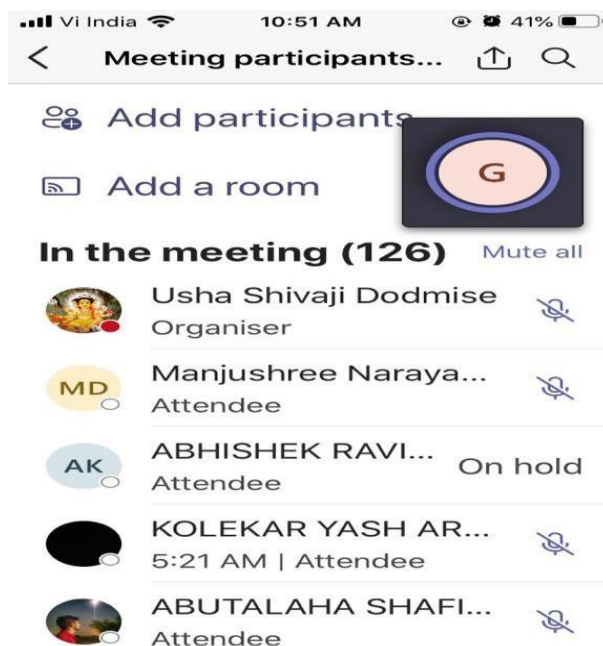 Vi India 10:51 AM 41%
Meeting participants...
Add participants
G
Add a room
In the meeting (126) Mute all
Usha Shivaji Dodmise
Organiser
MD Manjushree Naraya...
Attendee
AK ABHISHEK RAVI... On hold
Attendee
KOLEKAR YASH AR...
5:21 AM | Attendee
ABUTALAHA SHAFI...
Attendee